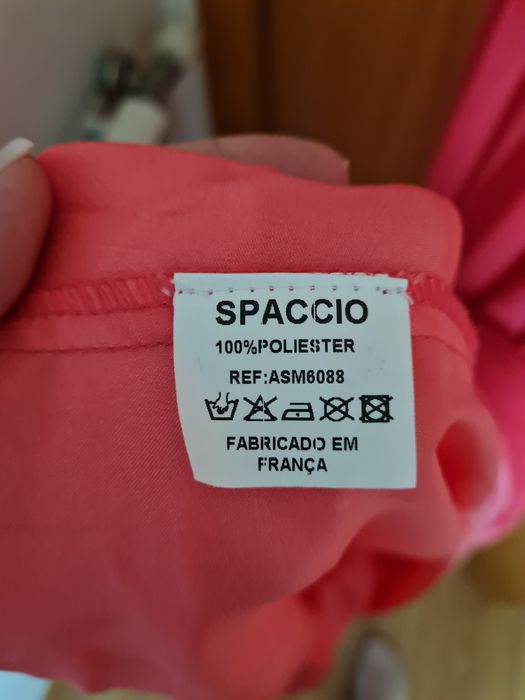 SPACCIO
100%POLIESTER
REF:ASM6088
FABRICADO EM
FRANÇA